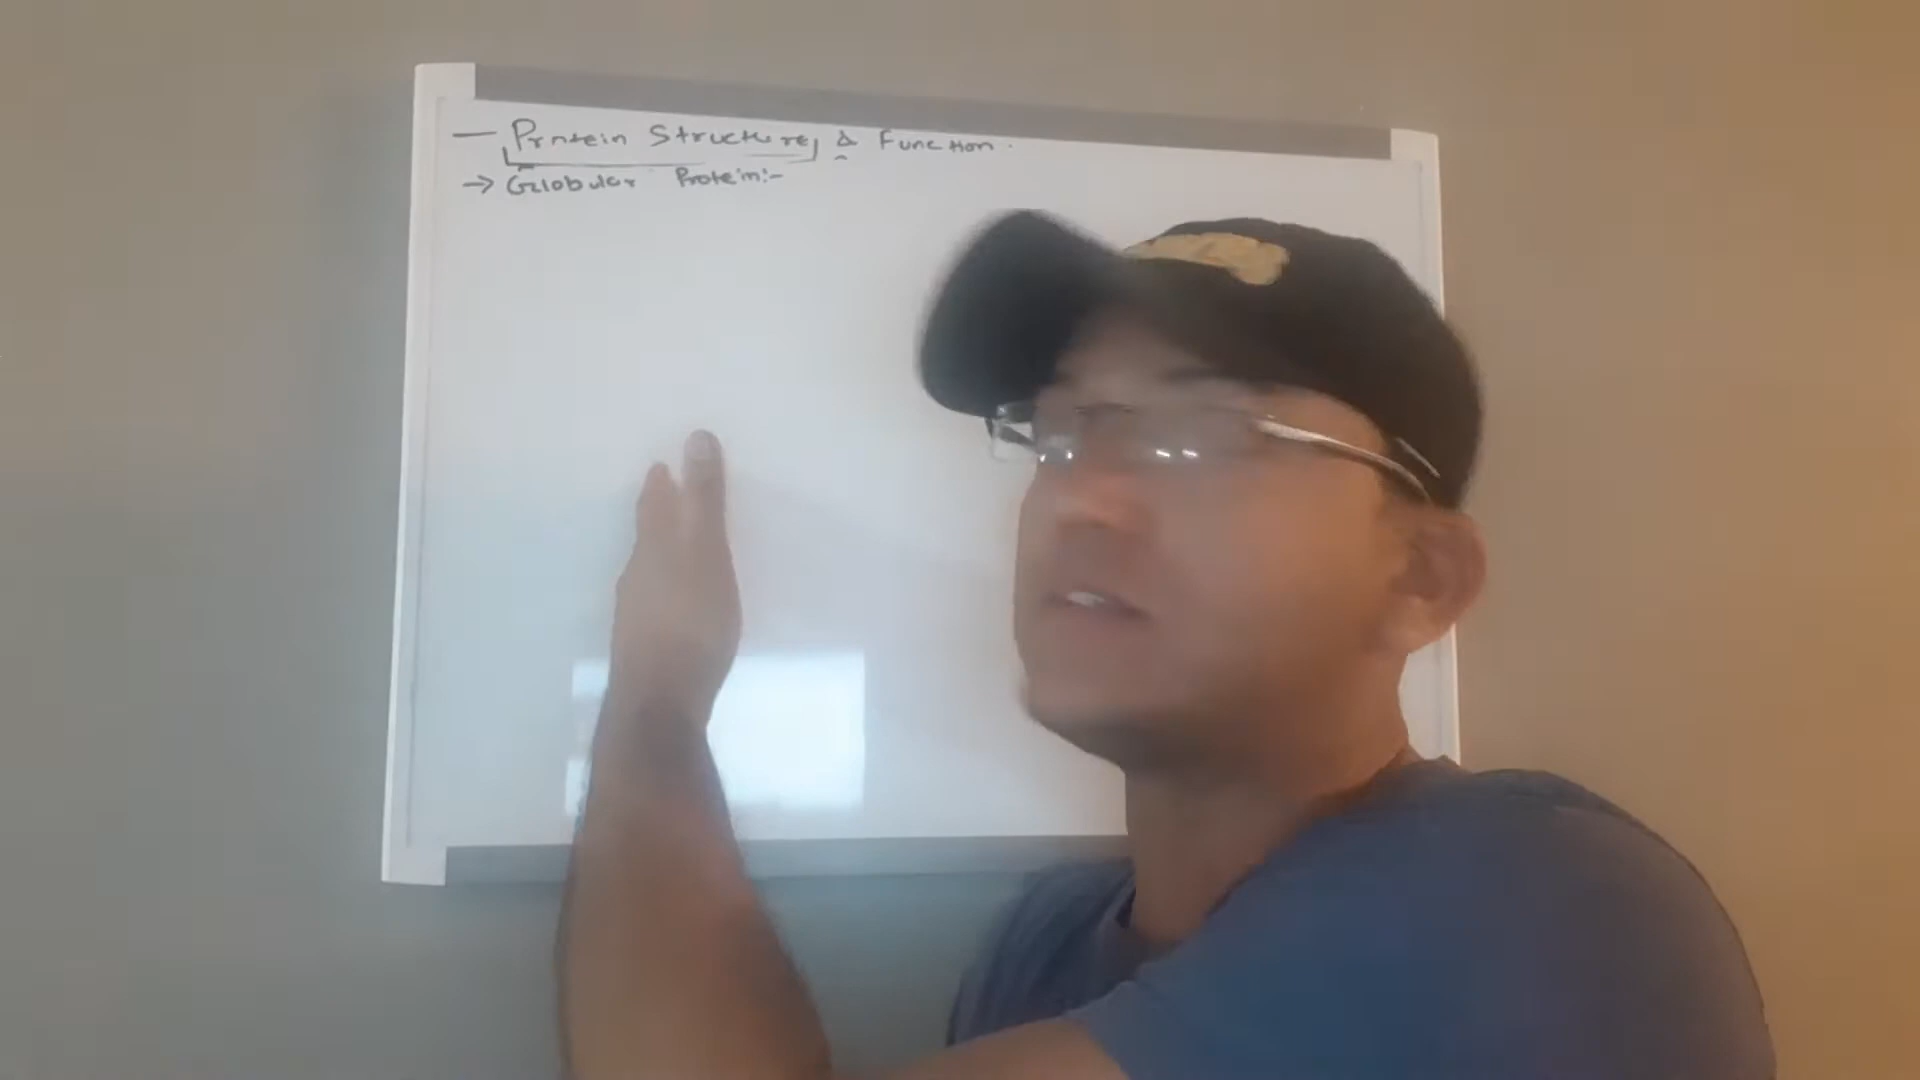 — Protein Structure & Function.
→ Globular Protein:-